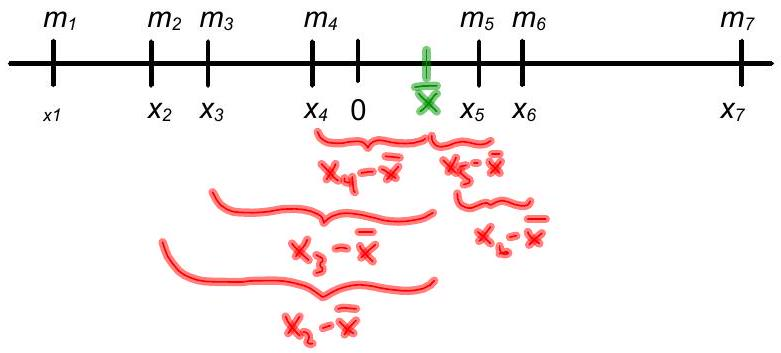 m₁ m₂ m₃ m₄ m₅ m₆ m₇
x1 x₂ x₃ x₄ 0 x̄ x₅ x₆ x₇
x₄-x̄ x₅-x̄
x₃-x̄ x₆-x̄
x₂-x̄